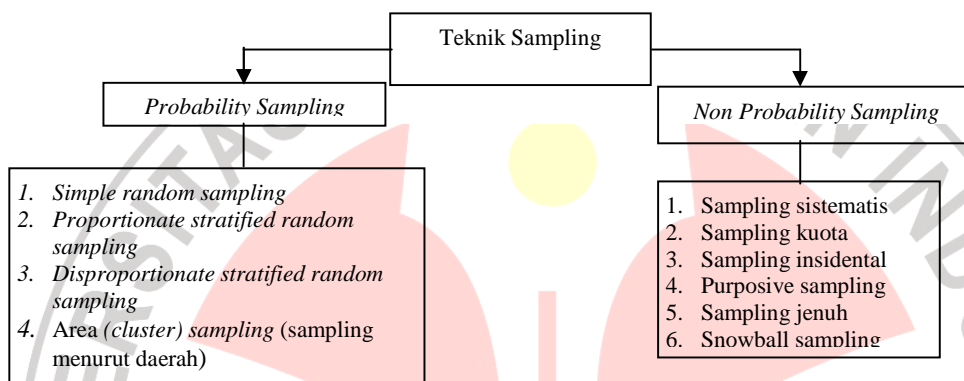 Teknik Sampling
Probability Sampling
Non Probability Sampling
1. Simple random sampling
2. Proportionate stratified random
sampling
3. Disproportionate stratified random
sampling
4. Area (cluster) sampling (sampling
menurut daerah)
1. Sampling sistematis
2. Sampling kuota
3. Sampling insidental
4. Purposive sampling
5. Sampling jenuh
6. Snowball sampling